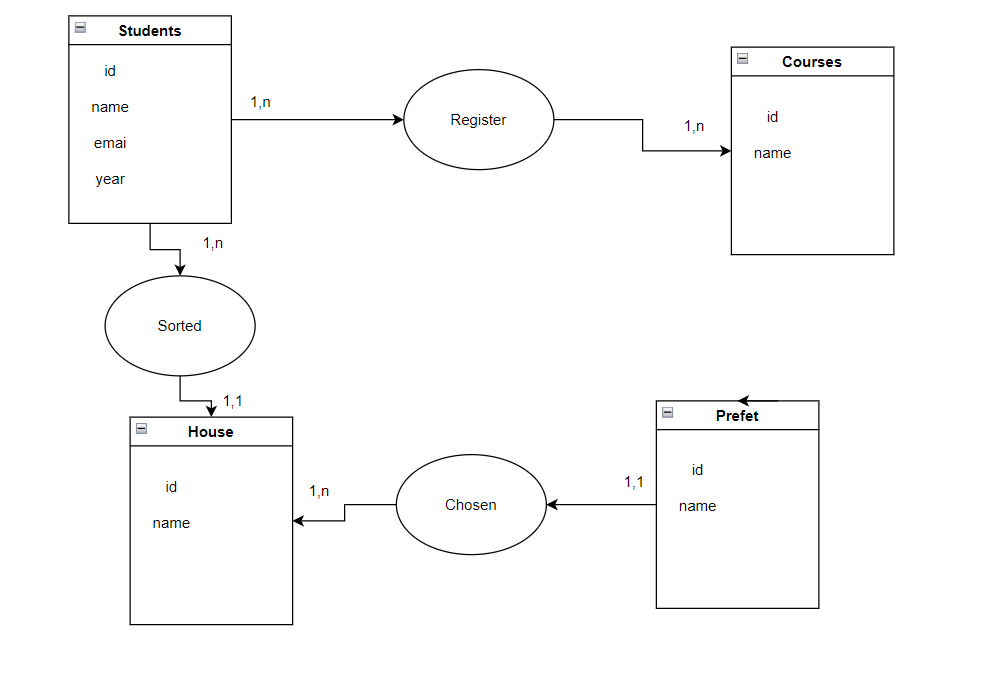 Students
id
name
emai
year
1,n
Register
1,n
Courses
id
name
1,n
Sorted
1,1
House
id
name
1,n
Chosen
1,1
Prefet
id
name